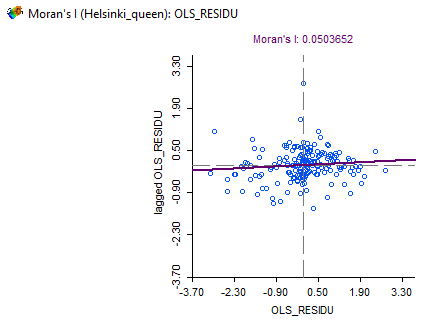 Moran's I (Helsinki_queen): OLS_RESIDU
Moran's I: 0.0503652
3.30
1.90
0.50
-0.90
-2.30
-3.70
lagged OLS_RESIDU
-3.70 -2.30 -0.90 0.50 1.90 3.30
OLS_RESIDU